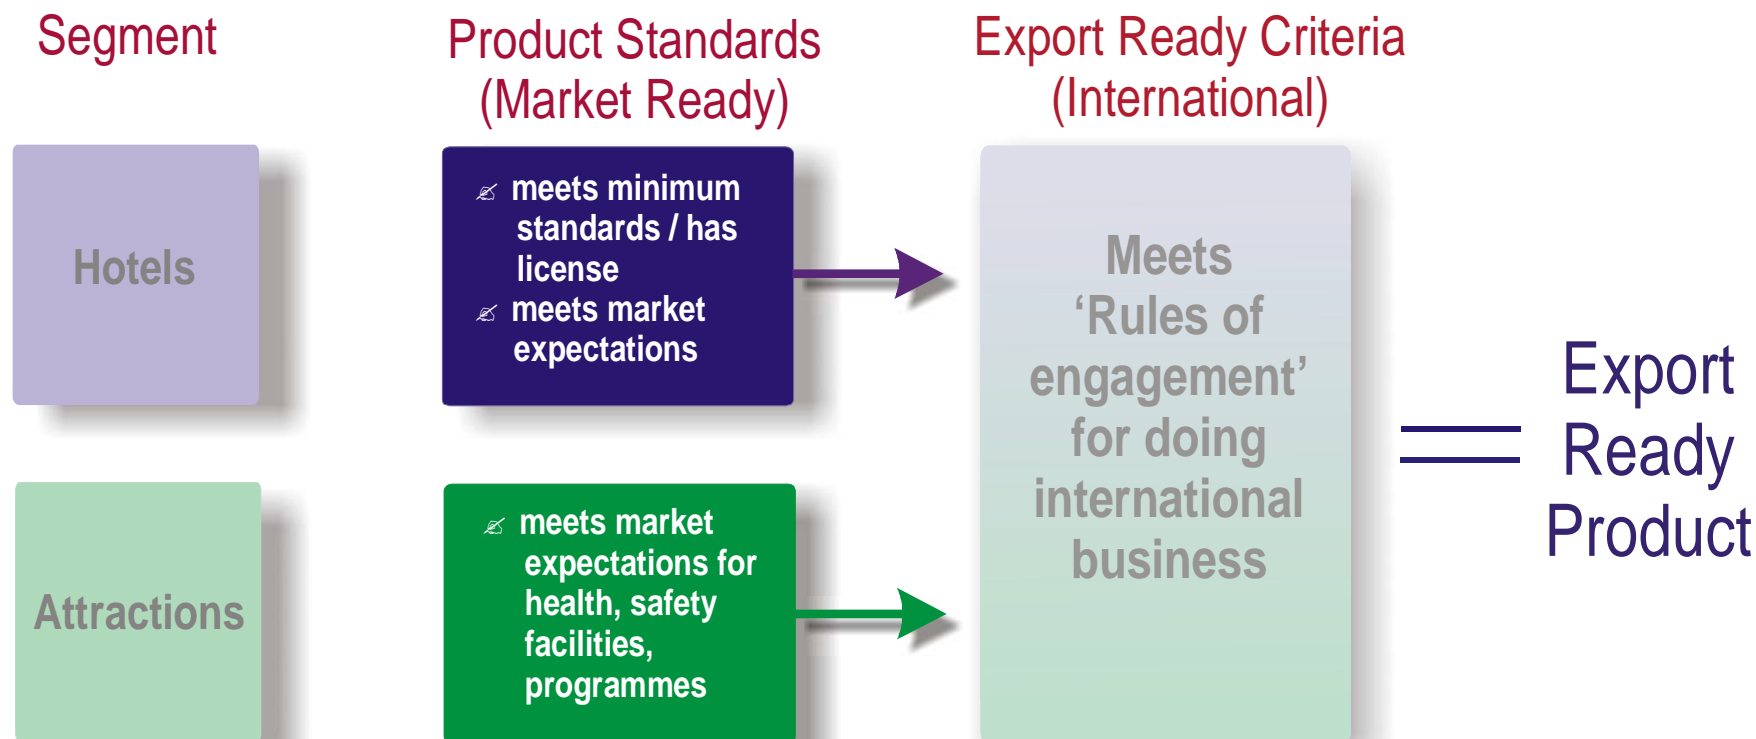 Segment
Product Standards
(Market Ready)
Export Ready Criteria
(International)
Hotels
meets minimum
standards / has
license
meets market
expectations
Attractions
meets market
expectations for
health, safety
facilities,
programmes
Meets
‘Rules of
engagement’
for doing
international
business
Export
Ready
Product